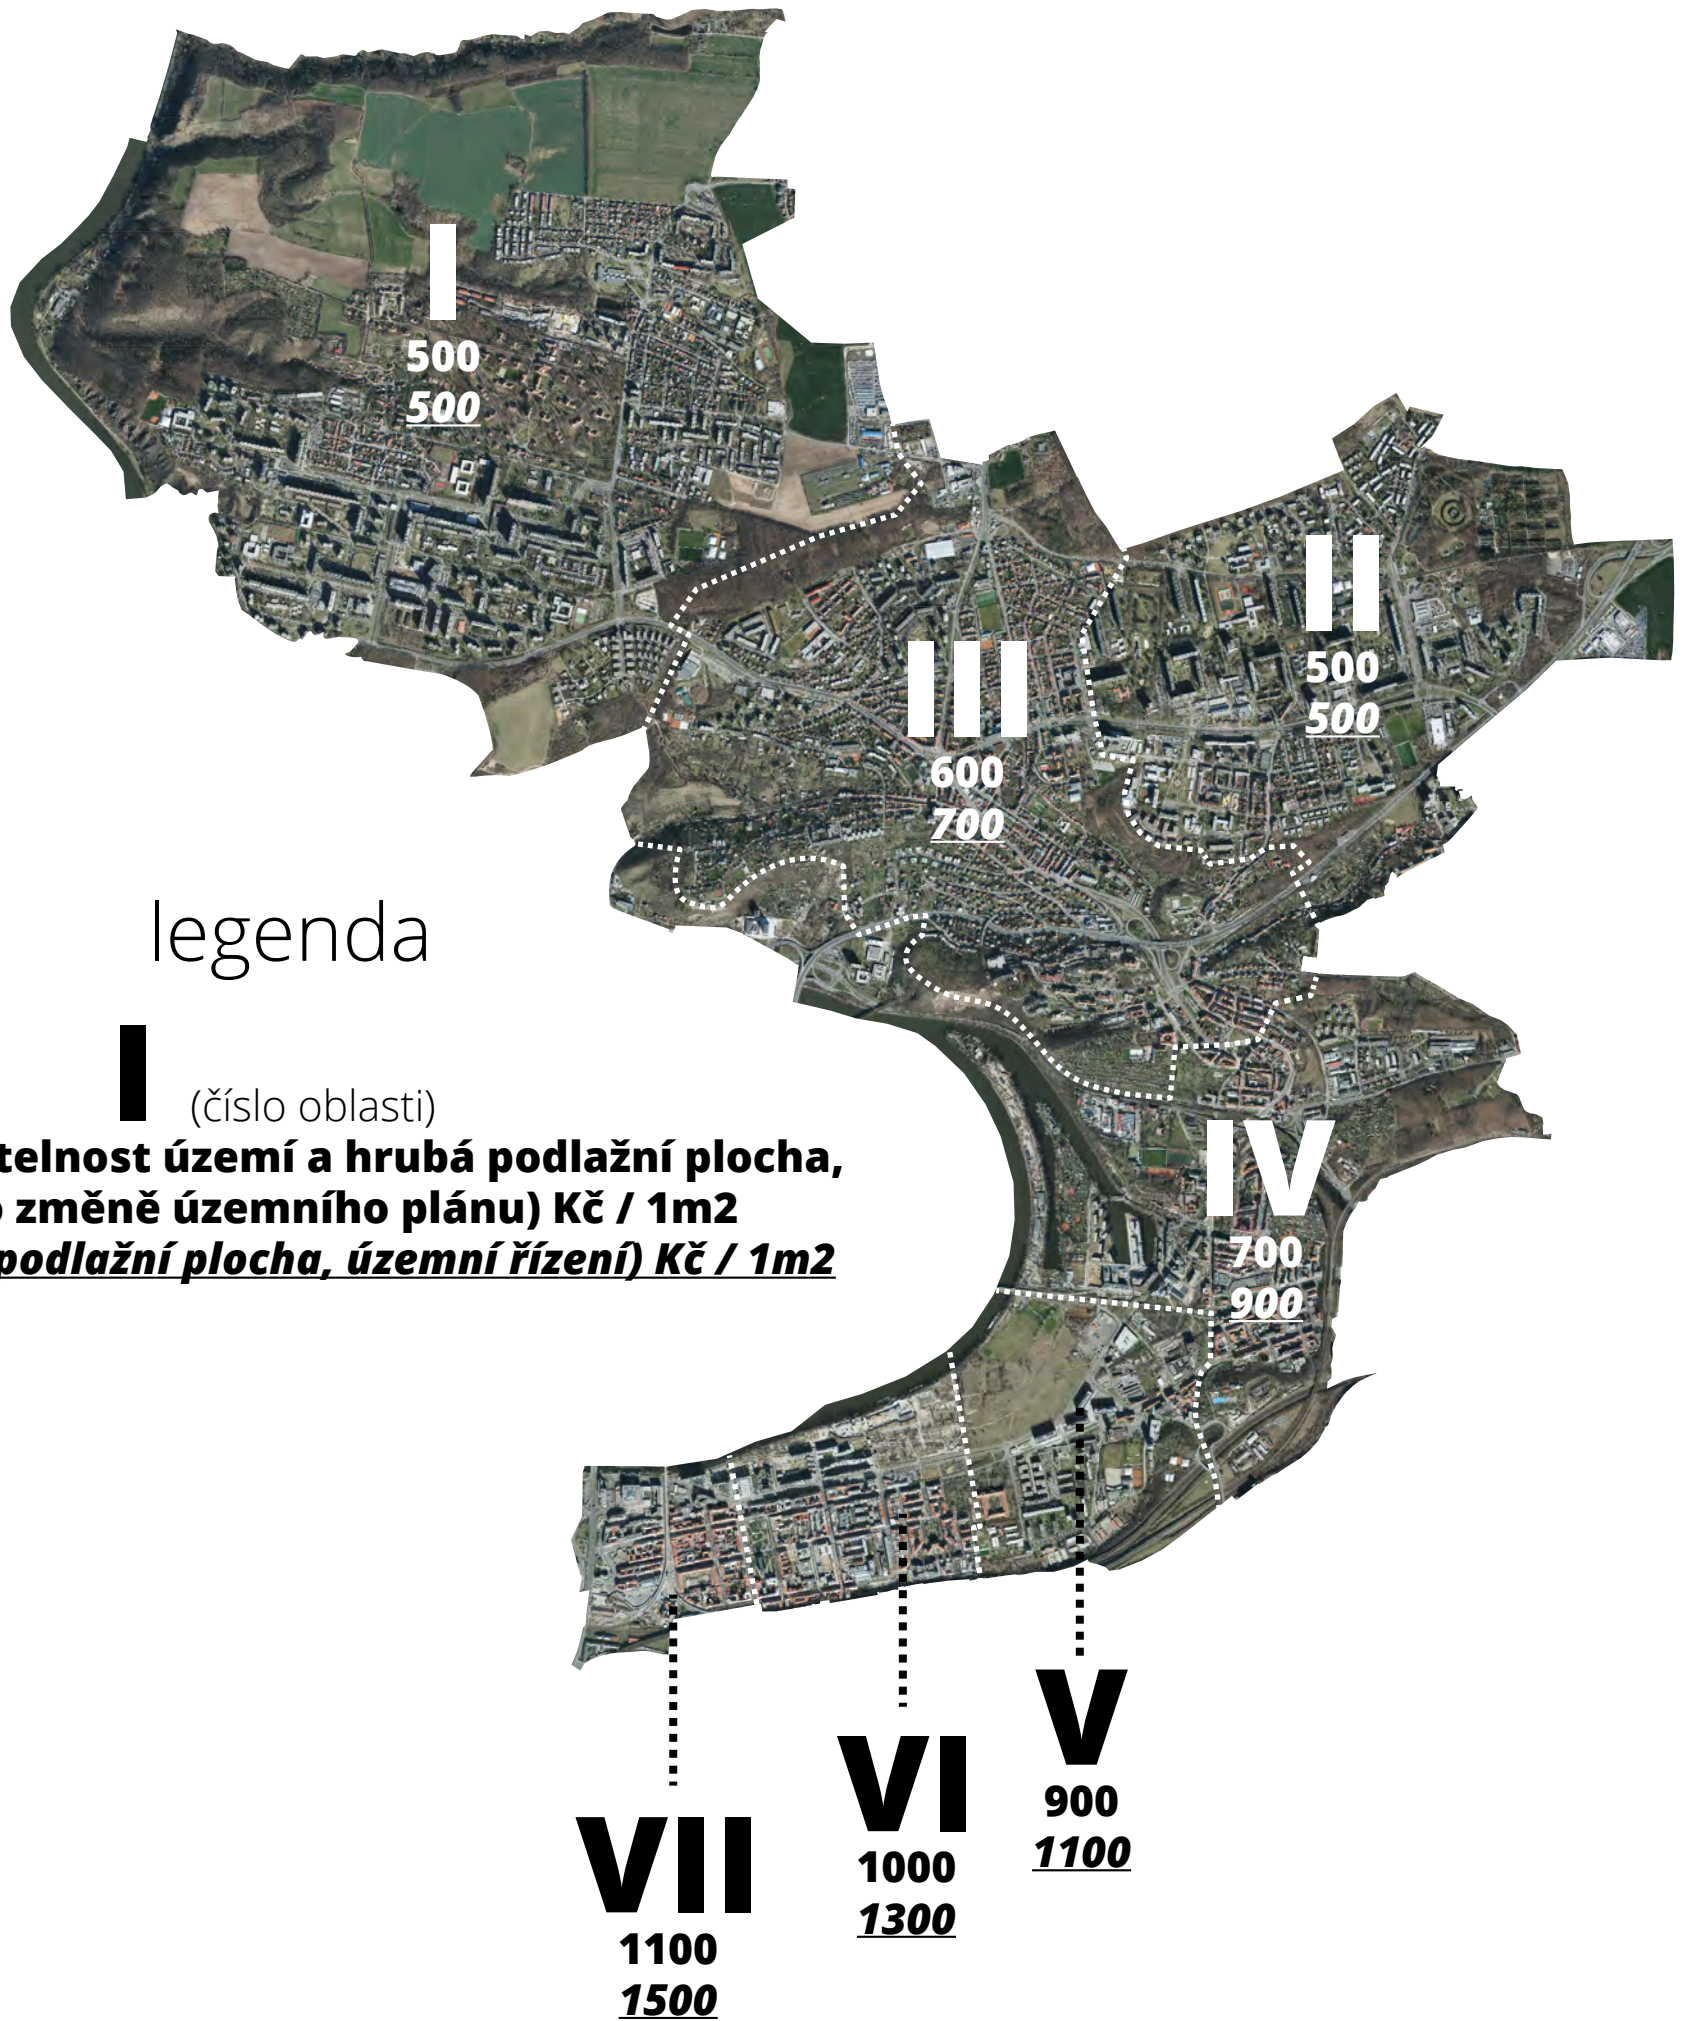 I
500
500
II
500
500
III
600
700
legenda
I (číslo oblasti)
telnost území a hrubá podlažní plocha,
změně územního plánu) Kč / 1m2
podlažní plocha, územní řízení) Kč / 1m2
IV
700
900
V
900
1100
VI
1000
1300
VII
1100
1500